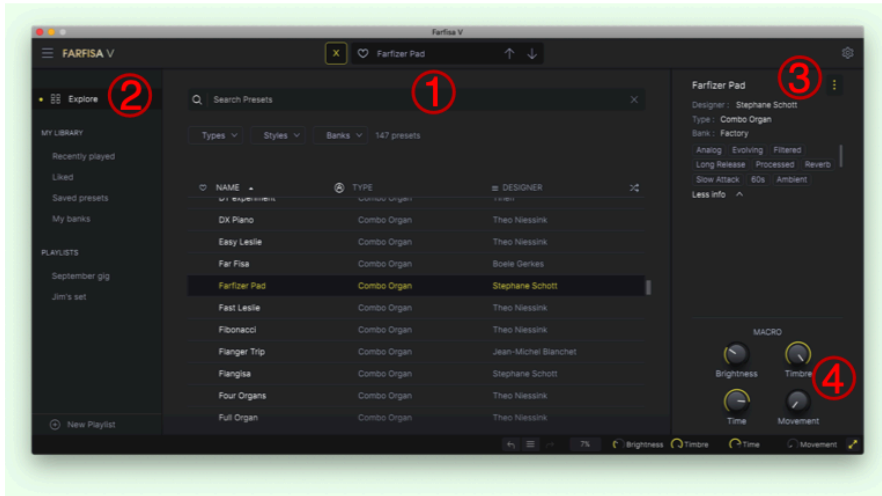 Farfisa V
FARFISA V
X Farfizer Pad
① ② ③ ④
Explore
MY LIBRARY
Recently played
Liked
Saved presets
My banks
PLAYLISTS
September gig
Jim's set
New Playlist
Search Presets
Types Styles Banks 147 presets
NAME TYPE DESIGNER
DX Piano Combo Organ Theo Niessink
Easy Leslie Combo Organ Theo Niessink
Far Fisa Combo Organ Boele Gerkes
Farfizer Pad Combo Organ Stephane Schott
Fast Leslie Combo Organ Theo Niessink
Fibonacci Combo Organ Theo Niessink
Flanger Trip Combo Organ Jean-Michel Blanchet
Flangisa Combo Organ Stephane Schott
Four Organs Combo Organ Theo Niessink
Full Organ Combo Organ Theo Niessink
Farfizer Pad
Designer : Stephane Schott
Type : Combo Organ
Bank : Factory
Analog Evolving Filtered
Long Release Processed Reverb
Slow Attack 60s Ambient
Less info
MACRO
Brightness Timbre
Time Movement
7% Brightness Timbre Time Movement